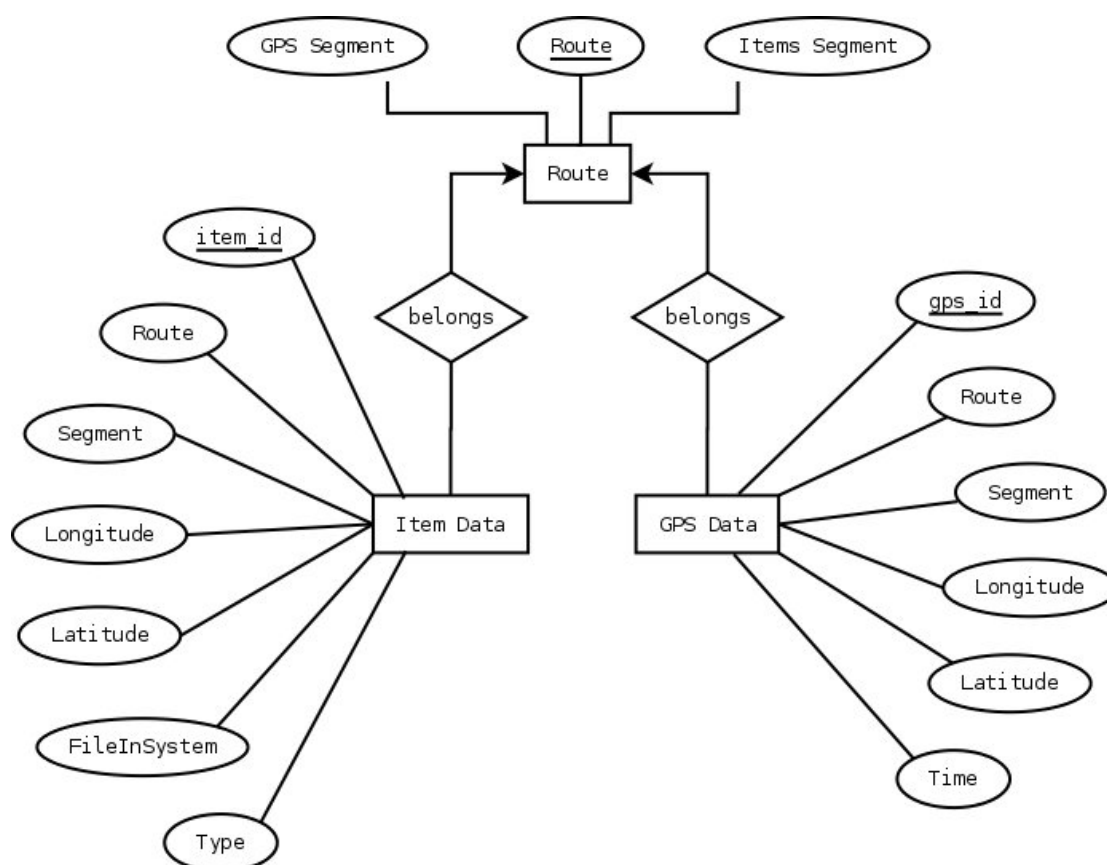 GPS Segment
Route
Items Segment
Route
item_id
belongs
belongs
gps_id
Route
Route
Segment
Segment
Item Data
GPS Data
Longitude
Longitude
Latitude
Latitude
FileInSystem
Time
Type